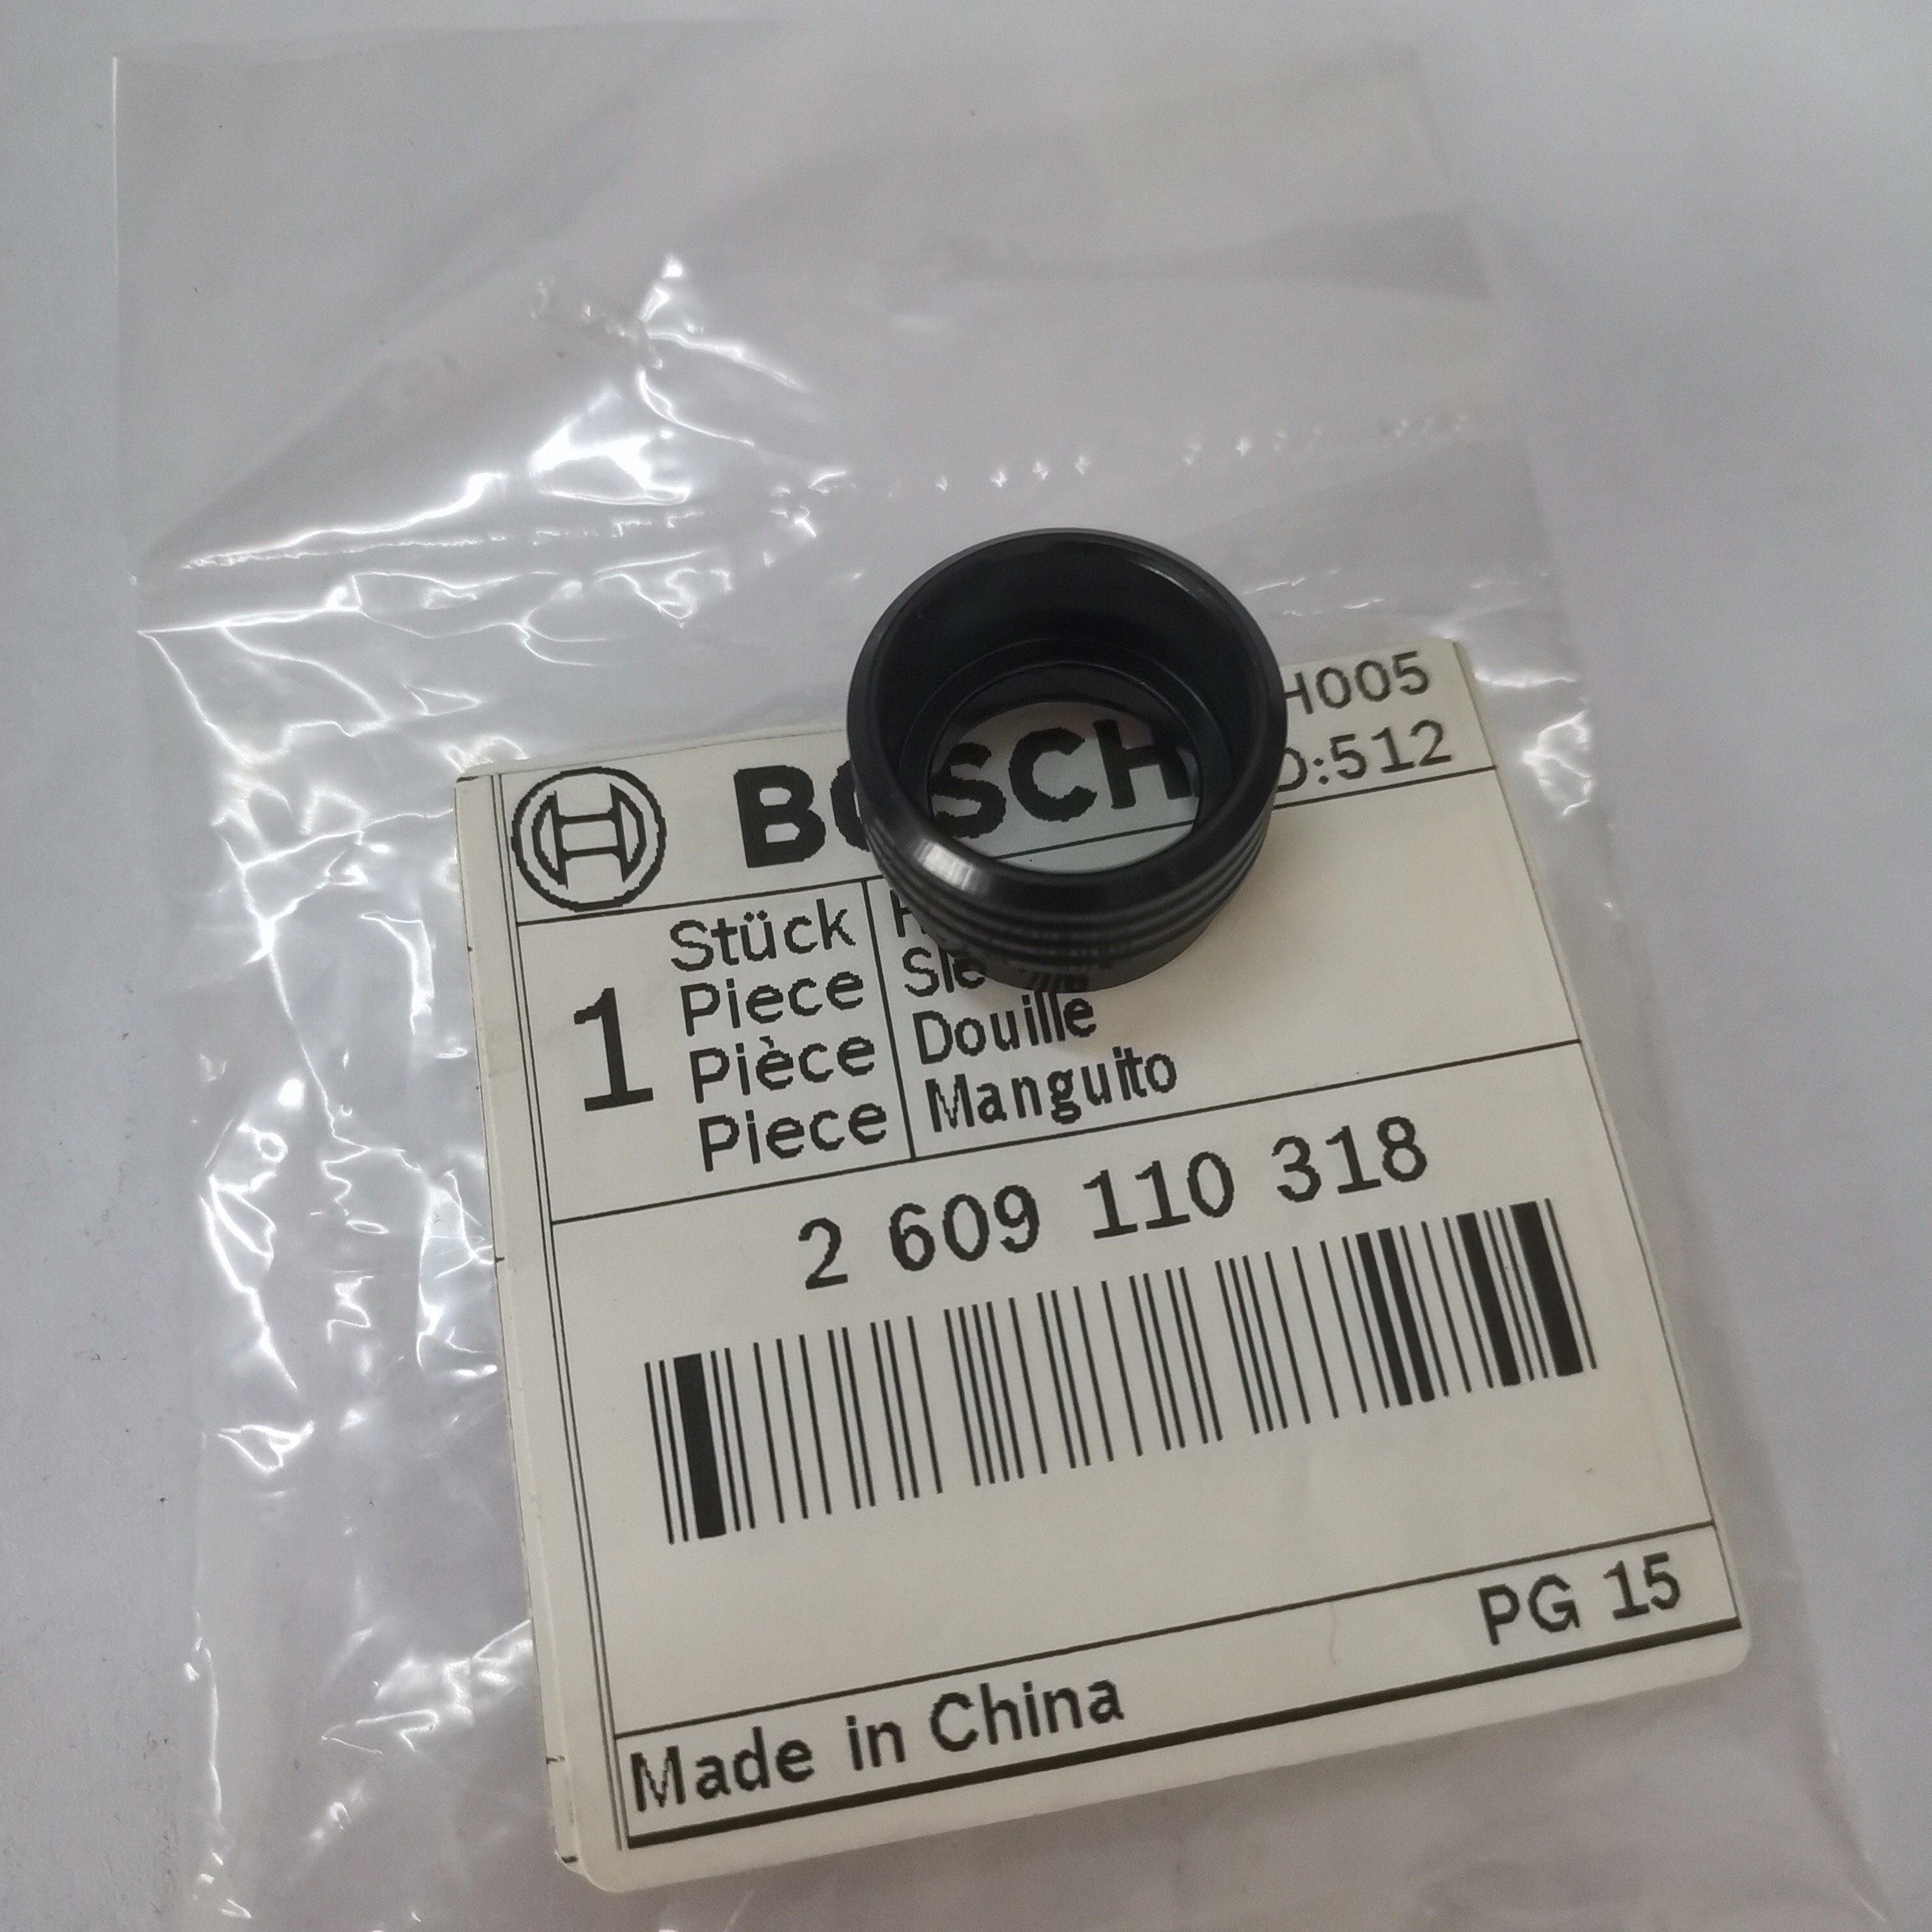 H005
BOSCH
D:512
1
Stück
Piece
Pièce
Piece
Douille
Manguito
2 609 110 318
PG 15
Made in China